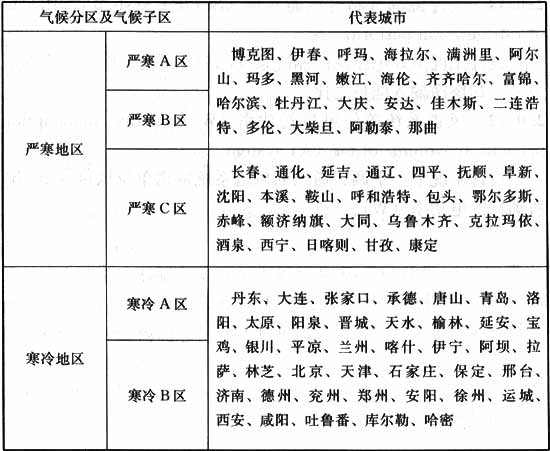 气候分区及气候子区 代表城市
严寒地区
严寒A区
严寒B区
博克图、伊春、呼玛、海拉尔、满洲里、阿尔
山、玛多、黑河、嫩江、海伦、齐齐哈尔、富锦、
哈尔滨、牡丹江、大庆、安达、佳木斯、二连浩
特、多伦、大柴旦、阿勒泰、那曲
严寒C区
长春、通化、延吉、通辽、四平、抚顺、阜新、
沈阳、本溪、鞍山、呼和浩特、包头、鄂尔多斯、
赤峰、额济纳旗、大同、乌鲁木齐、克拉玛依、
酒泉、西宁、日喀则、甘孜、康定
寒冷地区
寒冷A区
寒冷B区
丹东、大连、张家口、承德、唐山、青岛、洛
阳、太原、阳泉、晋城、天水、榆林、延安、宝
鸡、银川、平凉、兰州、喀什、伊宁、阿坝、拉
萨、林芝、北京、天津、石家庄、保定、邢台、
济南、德州、兖州、郑州、安阳、徐州、运城、
西安、咸阳、吐鲁番、库尔勒、哈密